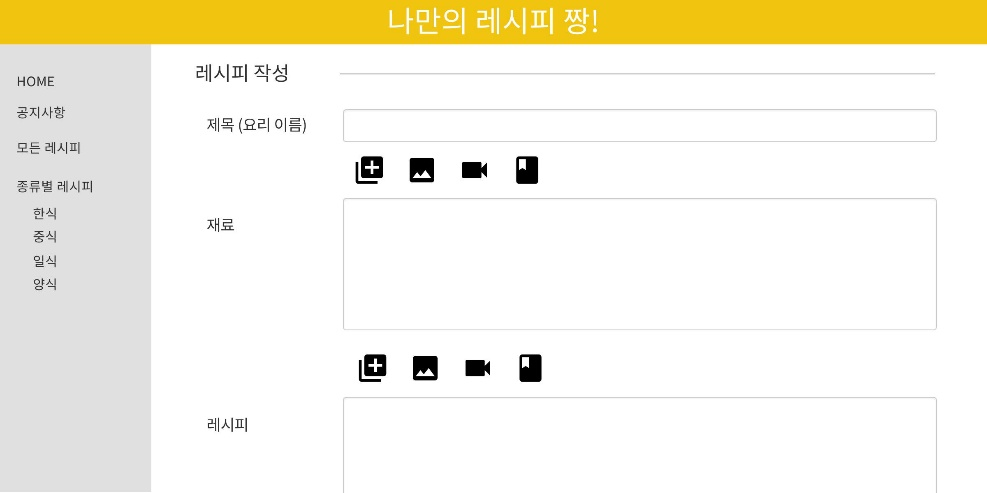 나만의 레시피 짱!
HOME
공지사항
모든 레시피
종류별 레시피
한식
중식
일식
양식
레시피 작성
제목 (요리 이름)
재료
레시피